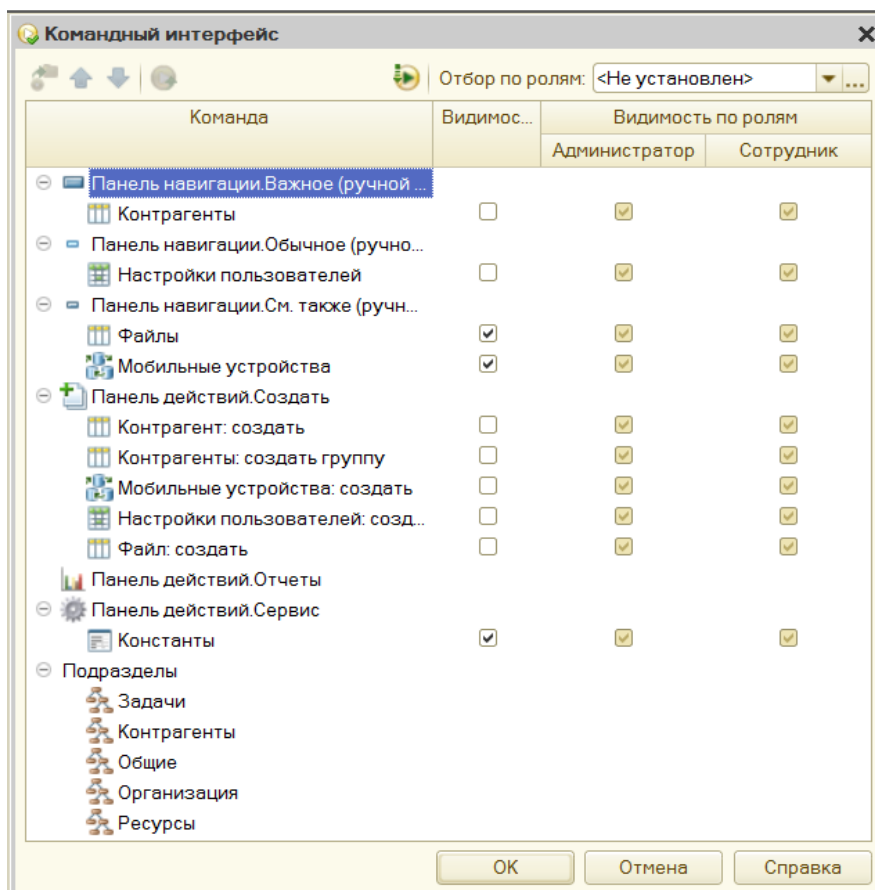 Командный интерфейс
Отбор по ролям: <Не установлен>
Команда Видимос... Видимость по ролям
Администратор Сотрудник
Панель навигации.Важное (ручной ...
Контрагенты
Панель навигации.Обычное (ручно...
Настройки пользователей
Панель навигации.См. также (ручн...
Файлы
Мобильные устройства
Панель действий.Создать
Контрагент: создать
Контрагенты: создать группу
Мобильные устройства: создать
Настройки пользователей: созд...
Файл: создать
Панель действий.Отчеты
Панель действий.Сервис
Константы
Подразделы
Задачи
Контрагенты
Общие
Организация
Ресурсы
ОК Отмена Справка